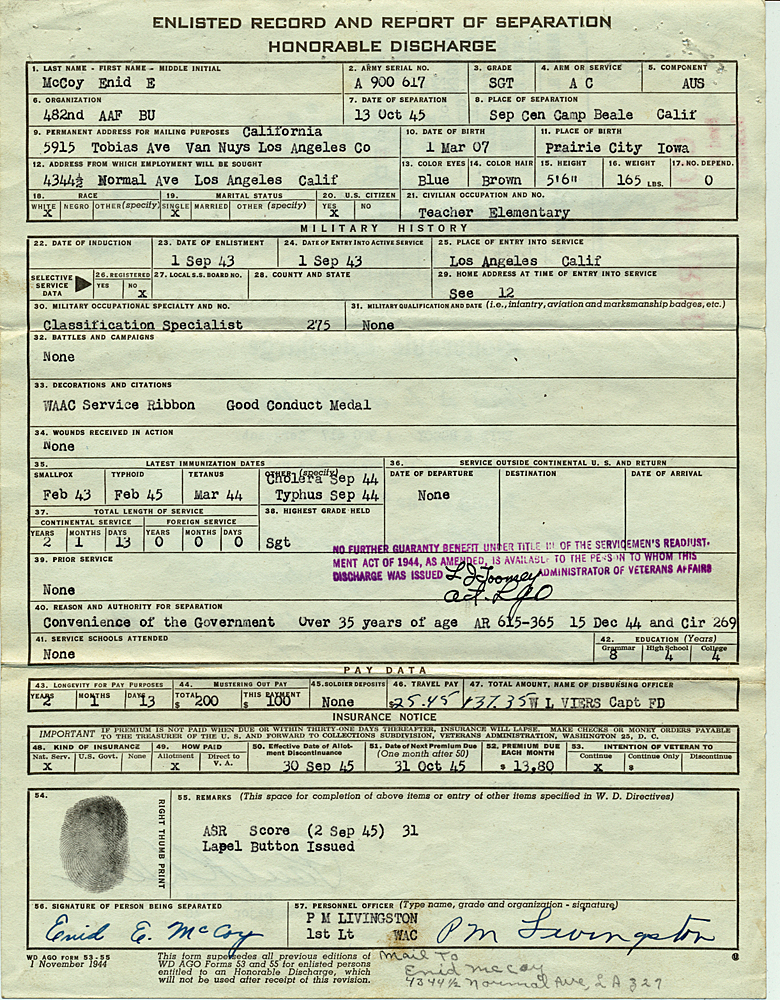 ENLISTED RECORD AND REPORT OF SEPARATION
HONORABLE DISCHARGE
1. LAST NAME - FIRST NAME - MIDDLE INITIAL 2. ARMY SERIAL NO. 3. GRADE 4. ARM OR SERVICE 5. COMPONENT
McCoy Enid E A 900 617 SGT A C AUS
6. ORGANIZATION 7. DATE OF SEPARATION 8. PLACE OF SEPARATION
482nd AAF BU 13 Oct 45 Sep Cen Camp Beale Calif
9. PERMANENT ADDRESS FOR MAILING PURPOSES California 10. DATE OF BIRTH 11. PLACE OF BIRTH
5915 Tobias Ave Van Nuys Los Angeles Co 1 Mar 07 Prairie City Iowa
12. ADDRESS FROM WHICH EMPLOYMENT WILL BE SOUGHT 13. COLOR EYES 14. COLOR HAIR 15. HEIGHT 16. WEIGHT 17. NO. DEPEND.
4344½ Normal Ave Los Angeles Calif Blue Brown 5'6" 165 LBS. 0
18. RACE 19. MARITAL STATUS 20. U.S. CITIZEN 21. CIVILIAN OCCUPATION AND NO.
WHITE NEGRO OTHER (specify) SINGLE MARRIED OTHER (specify) YES NO
X X X Teacher Elementary
MILITARY HISTORY
22. DATE OF INDUCTION 23. DATE OF ENLISTMENT 24. DATE OF ENTRY INTO ACTIVE SERVICE 25. PLACE OF ENTRY INTO SERVICE
1 Sep 43 1 Sep 43 Los Angeles Calif
SELECTIVE SERVICE DATA 26. REGISTERED 27. LOCAL S.S. BOARD NO. 28. COUNTY AND STATE 29. HOME ADDRESS AT TIME OF ENTRY INTO SERVICE
YES NO X See 12
30. MILITARY OCCUPATIONAL SPECIALTY AND NO. 31. MILITARY QUALIFICATION AND DATE (i.e., infantry, aviation and marksmanship badges, etc.)
Classification Specialist 275 None
32. BATTLES AND CAMPAIGNS
None
33. DECORATIONS AND CITATIONS
WAAC Service Ribbon Good Conduct Medal
34. WOUNDS RECEIVED IN ACTION
None
35. LATEST IMMUNIZATION DATES 36. SERVICE OUTSIDE CONTINENTAL U. S. AND RETURN
SMALLPOX TYPHOID TETANUS OTHER (specify) DATE OF DEPARTURE DESTINATION DATE OF ARRIVAL
Cholera Sep 44
Feb 43 Feb 45 Mar 44 Typhus Sep 44 None
37. TOTAL LENGTH OF SERVICE 38. HIGHEST GRADE HELD
CONTINENTAL SERVICE FOREIGN SERVICE
YEARS MONTHS DAYS YEARS MONTHS DAYS
2 1 13 0 0 0 Sgt
NO FURTHER GUARANTY BENEFIT UNDER TITLE III OF THE SERVICEMEN'S READJUST-
MENT ACT OF 1944, AS AMENDED, IS AVAILABLE TO THE PERSON TO WHOM THIS
DISCHARGE WAS ISSUED ADMINISTRATOR OF VETERANS AFFAIRS
39. PRIOR SERVICE
None
40. REASON AND AUTHORITY FOR SEPARATION
Convenience of the Government Over 35 years of age AR 615-365 15 Dec 44 and Cir 269
41. SERVICE SCHOOLS ATTENDED 42. EDUCATION (Years)
Grammar High School College
None 8 4 4
PAY DATA
43. LONGEVITY FOR PAY PURPOSES 44. MUSTERING OUT PAY 45. SOLDIER DEPOSITS 46. TRAVEL PAY 47. TOTAL AMOUNT, NAME OF DISBURSING OFFICER
YEARS MONTHS DAYS TOTAL THIS PAYMENT
2 1 13 $ 200 $ 100 None $25.45 137.35 W L VIERS Capt FD
INSURANCE NOTICE
IMPORTANT IF PREMIUM IS NOT PAID WHEN DUE OR WITHIN THIRTY-ONE DAYS THEREAFTER, INSURANCE WILL LAPSE. MAKE CHECKS OR MONEY ORDERS PAYABLE
TO THE TREASURER OF THE U. S. AND FORWARD TO COLLECTIONS SUBDIVISION, VETERANS ADMINISTRATION, WASHINGTON 25, D. C.
48. KIND OF INSURANCE 49. HOW PAID 50. Effective Date of Allotment Discontinuance 51. Date of Next Premium Due (One month after 50) 52. PREMIUM DUE EACH MONTH 53. INTENTION OF VETERAN TO
Nat. Serv. U.S. Govt. None Allotment Direct to V. A. Continue Continue Only Discontinue
X X 30 Sep 45 31 Oct 45 $ 13.80 X $
54. RIGHT THUMB PRINT
55. REMARKS (This space for completion of above items or entry of other items specified in W. D. Directives)
ASR Score (2 Sep 45) 31
Lapel Button Issued
56. SIGNATURE OF PERSON BEING SEPARATED 57. PERSONNEL OFFICER (Type name, grade and organization - signature)
P M LIVINGSTON
1st Lt WAC
Enid E. McCoy P M Livingston
WD AGO FORM 53-55
1 November 1944
This form supersedes all previous editions of
WD AGO Forms 53 and 55 for enlisted persons
entitled to an Honorable Discharge, which
will not be used after receipt of this revision.
Mail To
Enid McCoy
4344½ Normal Ave, LA 327